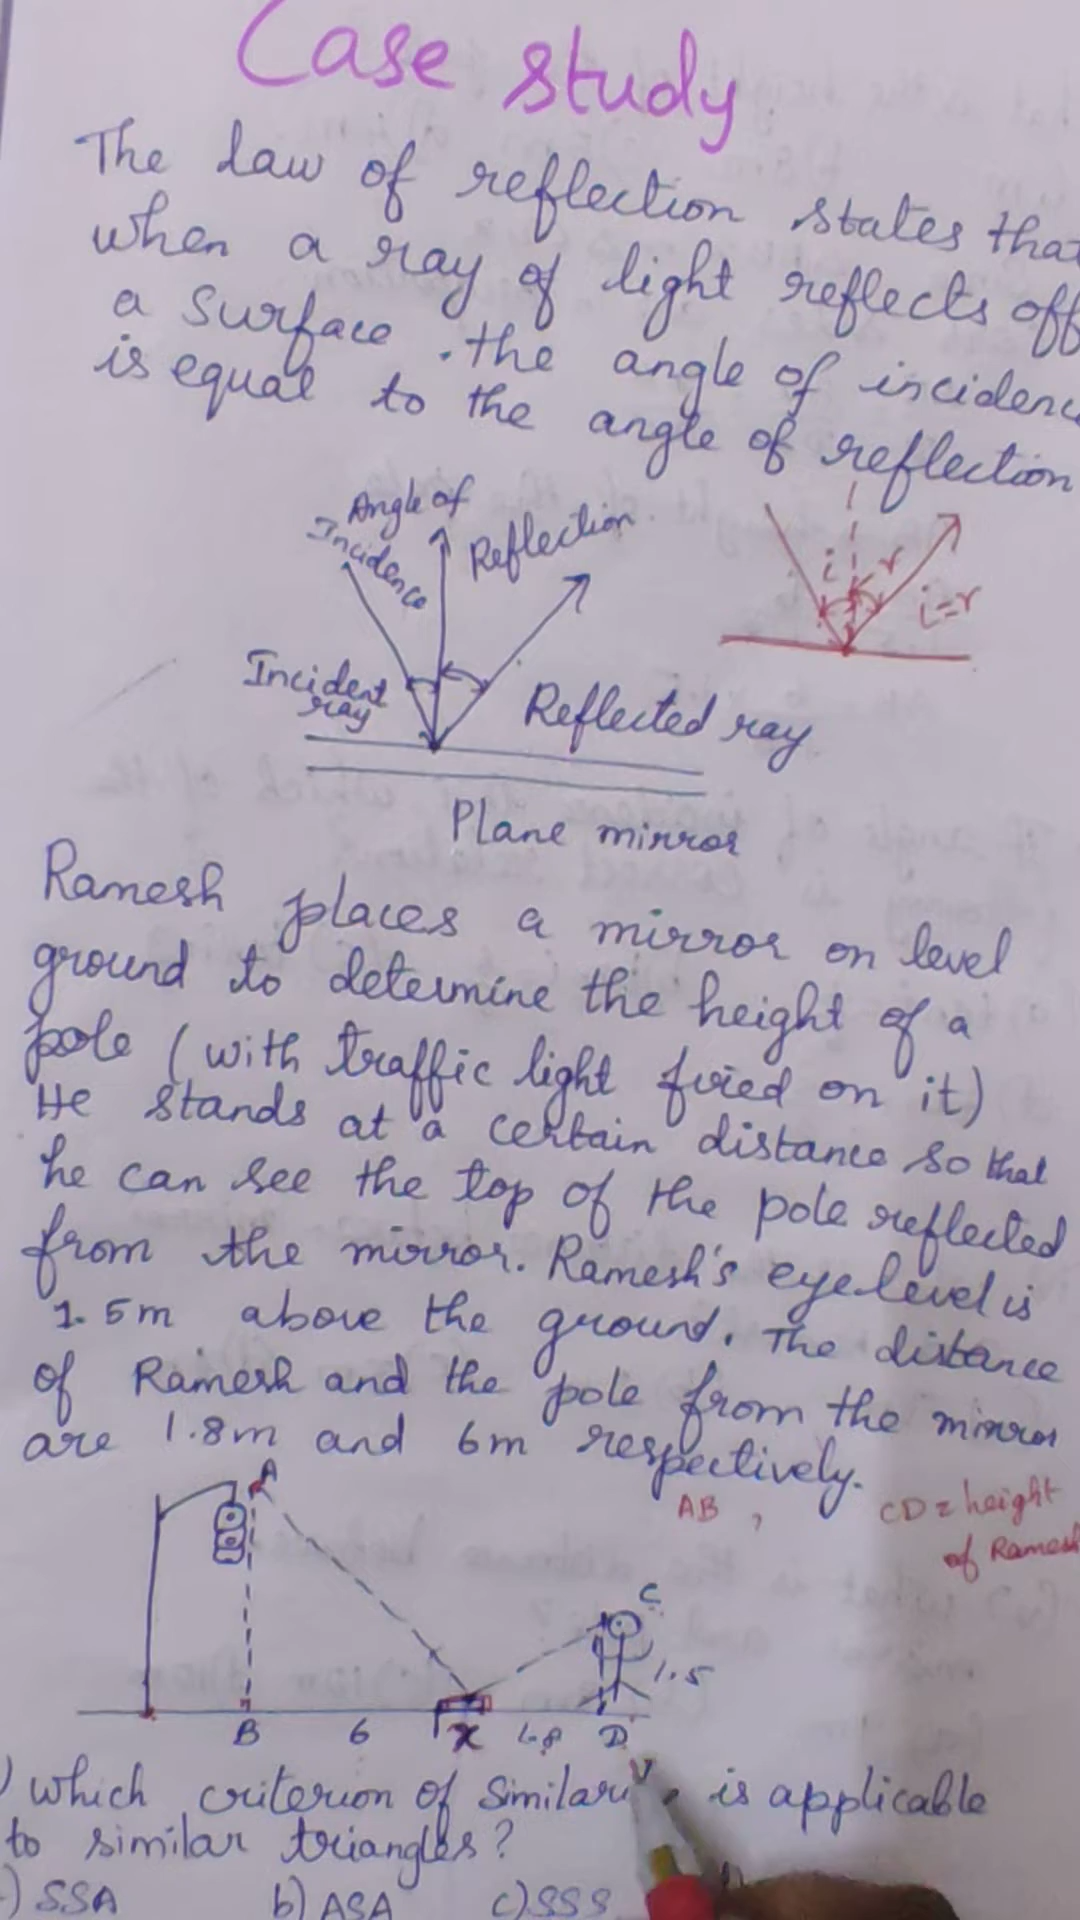 Case study
The law of reflection states that
when a ray of light reflects off
a surface. the angle of incidenc
is equal to the angle of reflection
Angle of
Incidence
Reflection
i r
i=r
Incident
ray
Reflected ray
Plane mirror
Ramesh places a mirror on level
ground to determine the height of a
pole (with traffic light fixed on it)
He stands at a certain distance so that
he can see the top of the pole reflected
from the mirror. Ramesh's eye level is
1.5m above the ground. The distance
of Ramesh and the pole from the mirror
are 1.8m and 6m respectively.
AB , CD = height
of Ramesh
A
C
1.5
B 6 X 1.8 D
) which criterion of Similari is applicable
to similar triangles?
) SSA b) ASA c) SSS